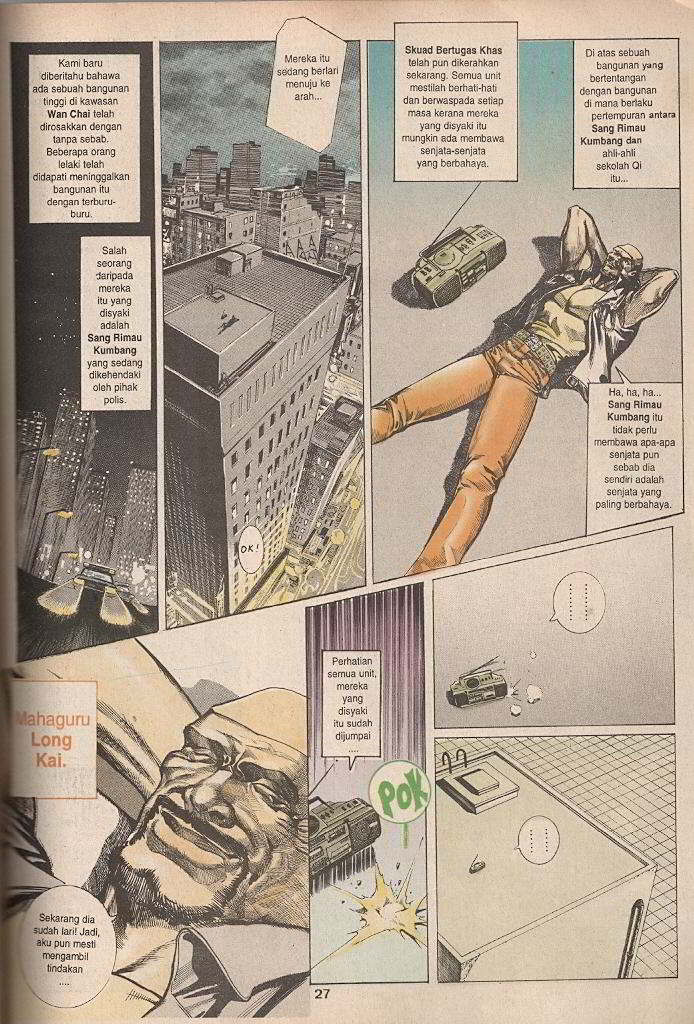 Kami baru
diberitahu bahawa
ada sebuah bangunan
tinggi di kawasan
Wan Chai telah
dirosakkan dengan
tanpa sebab.
Beberapa orang
lelaki telah
didapati meninggalkan
bangunan itu
dengan terburu-
buru.
Salah
seorang
daripada
mereka
itu yang
disyaki
adalah
Sang Rimau
Kumbang
yang sedang
dikehendaki
oleh pihak
polis.
Mereka itu
sedang berlari
menuju ke
arah...
OK!
Skuad Bertugas Khas
telah pun dikerahkan
sekarang. Semua unit
mestilah berhati-hati
dan berwaspada setiap
masa kerana mereka
yang disyaki itu
mungkin ada membawa
senjata-senjata
yang berbahaya.
Di atas sebuah
bangunan yang
bertentangan
dengan bangunan
di mana berlaku
pertempuran antara
Sang Rimau
Kumbang dan
ahli-ahli
sekolah Qi
itu...
Ha, ha, ha...
Sang Rimau
Kumbang itu
tidak perlu
membawa apa-apa
senjata pun
sebab dia
sendiri adalah
senjata yang
paling berbahaya.
Mahaguru
Long
Kai.
Sekarang dia
sudah lari! Jadi,
aku pun mesti
mengambil
tindakan
....
Perhatian
semua unit,
mereka
yang
disyaki
itu sudah
dijumpai
....
POK
27